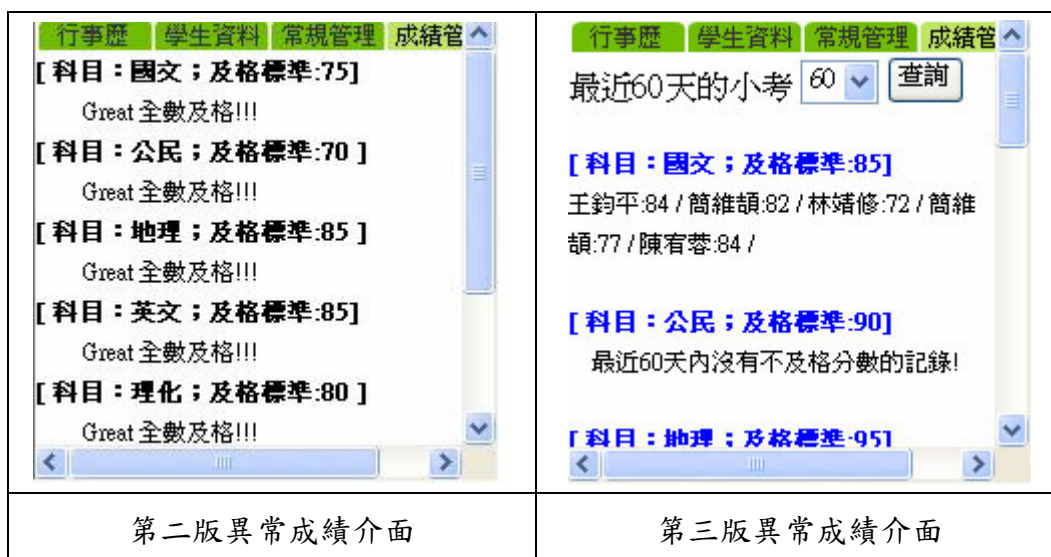 行事歷 學生資料 常規管理 成績管
[ 科目：國文；及格標準:75]
Great 全數及格!!!
[ 科目：公民；及格標準:70 ]
Great 全數及格!!!
[ 科目：地理；及格標準:85 ]
Great 全數及格!!!
[ 科目：英文；及格標準:85]
Great 全數及格!!!
[ 科目：理化；及格標準:80 ]
Great 全數及格!!!
第二版異常成績介面
行事歷 學生資料 常規管理 成績管
最近60天的小考 60 查詢
[ 科目：國文；及格標準:85]
王鈞平:84 / 簡維頡:82 / 林靖修:72 / 簡維
頡:77 / 陳宥蓉:84 /
[ 科目：公民；及格標準:90]
最近60天內沒有不及格分數的記錄!
[ 科目：地理；及格標準:95]
第三版異常成績介面